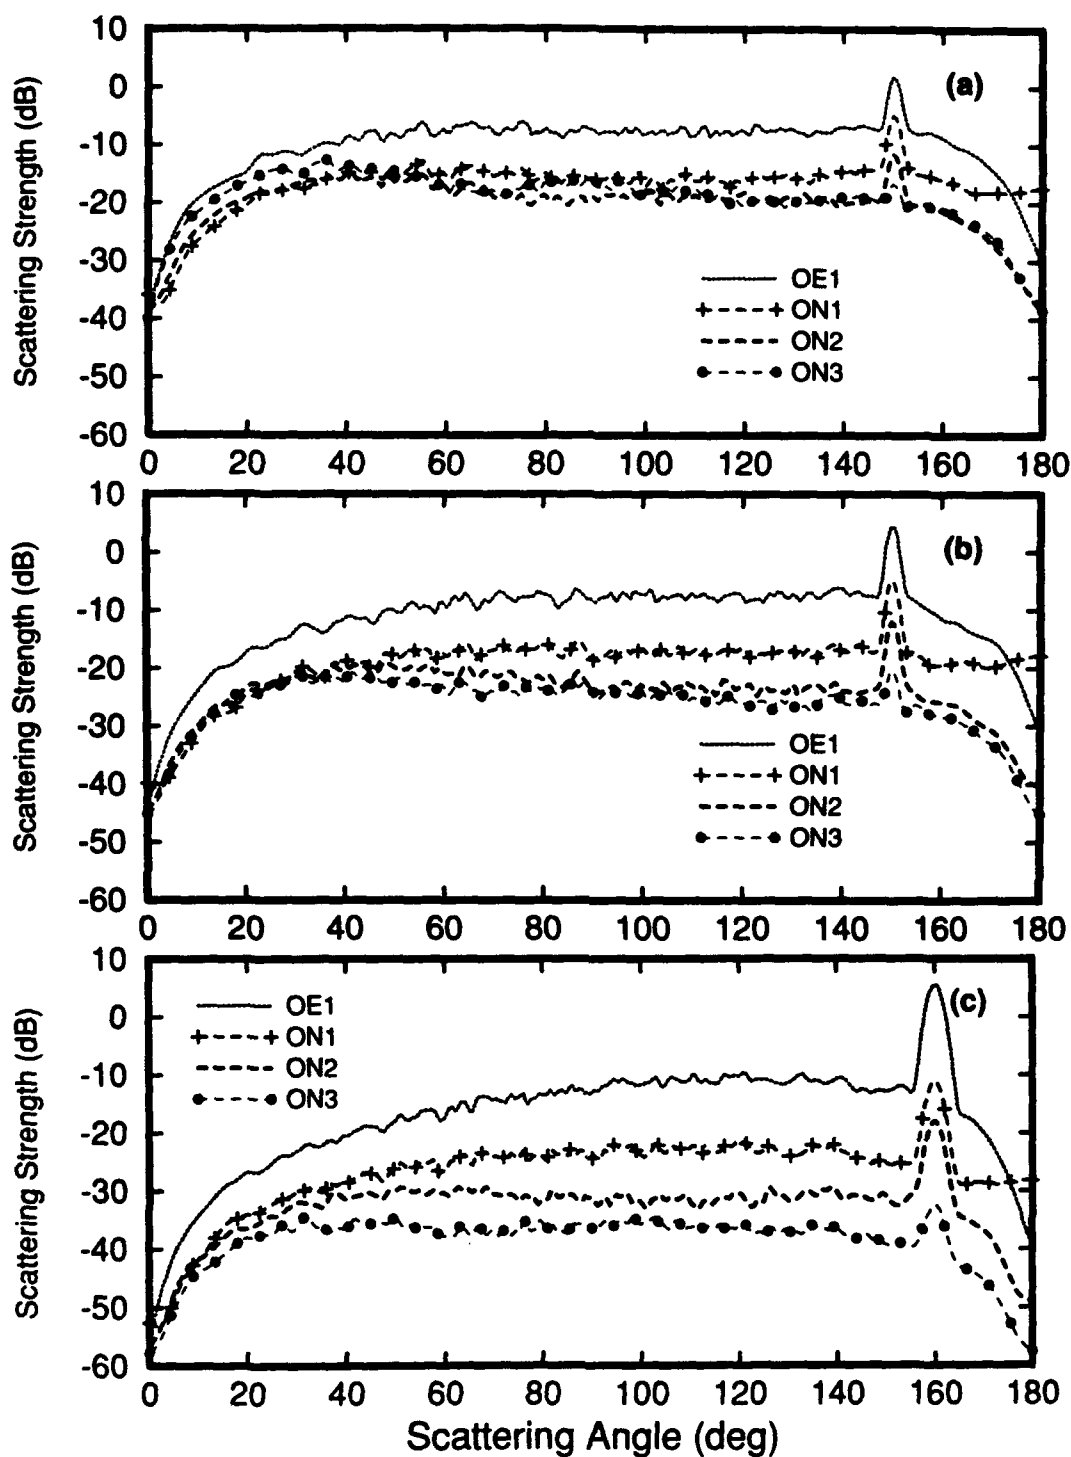 Scattering Strength (dB)
10
0
-10
-20
-30
-40
-50
-60
(a)
OE1
ON1
ON2
ON3
0 20 40 60 80 100 120 140 160 180
Scattering Strength (dB)
10
0
-10
-20
-30
-40
-50
-60
(b)
OE1
ON1
ON2
ON3
0 20 40 60 80 100 120 140 160 180
Scattering Strength (dB)
10
0
-10
-20
-30
-40
-50
-60
(c)
OE1
ON1
ON2
ON3
0 20 40 60 80 100 120 140 160 180
Scattering Angle (deg)